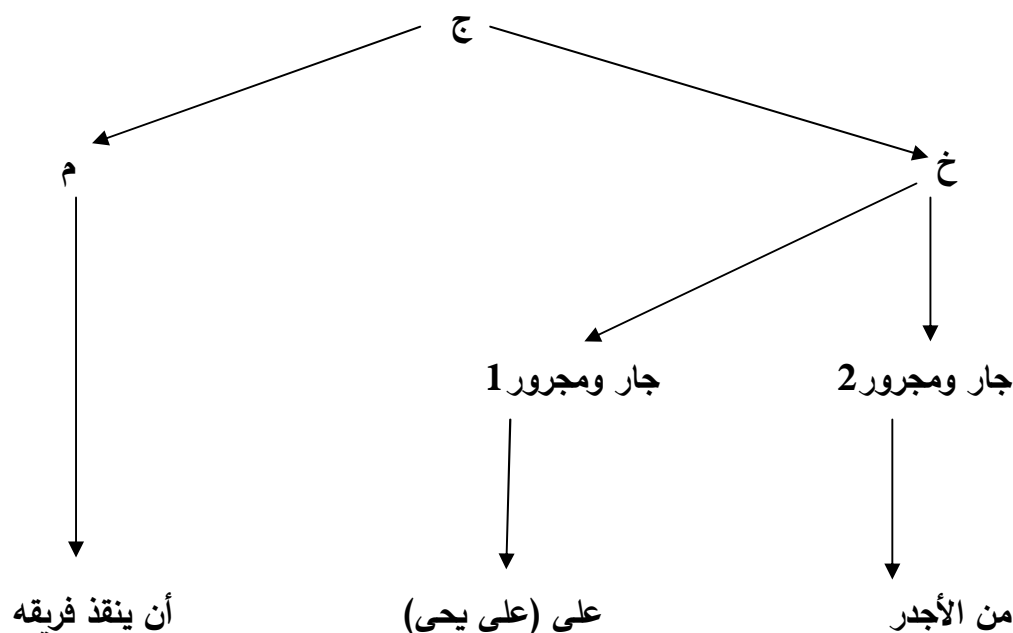 ج
خ
م
جار ومجرور2
جار ومجرور1
من الأجدر
على (على يحى)
أن ينقذ فريقه